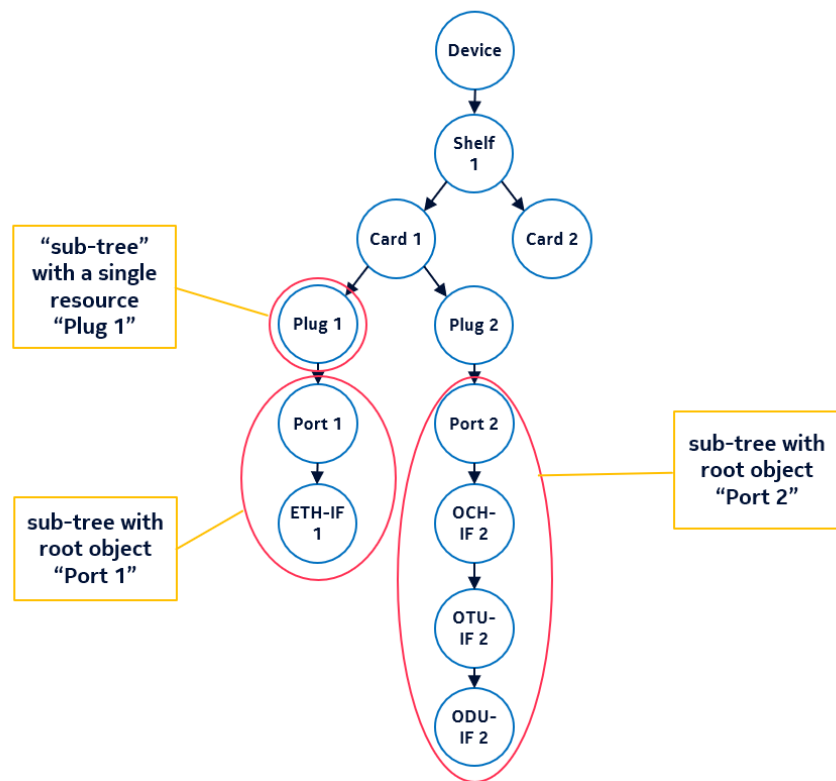 Device
Shelf
1
Card 1
Card 2
“sub-tree”
with a single
resource
“Plug 1”
Plug 1
Plug 2
Port 1
Port 2
sub-tree with
root object
“Port 2”
ETH-IF
1
OCH-
IF 2
sub-tree with
root object
“Port 1”
OTU-
IF 2
ODU-
IF 2